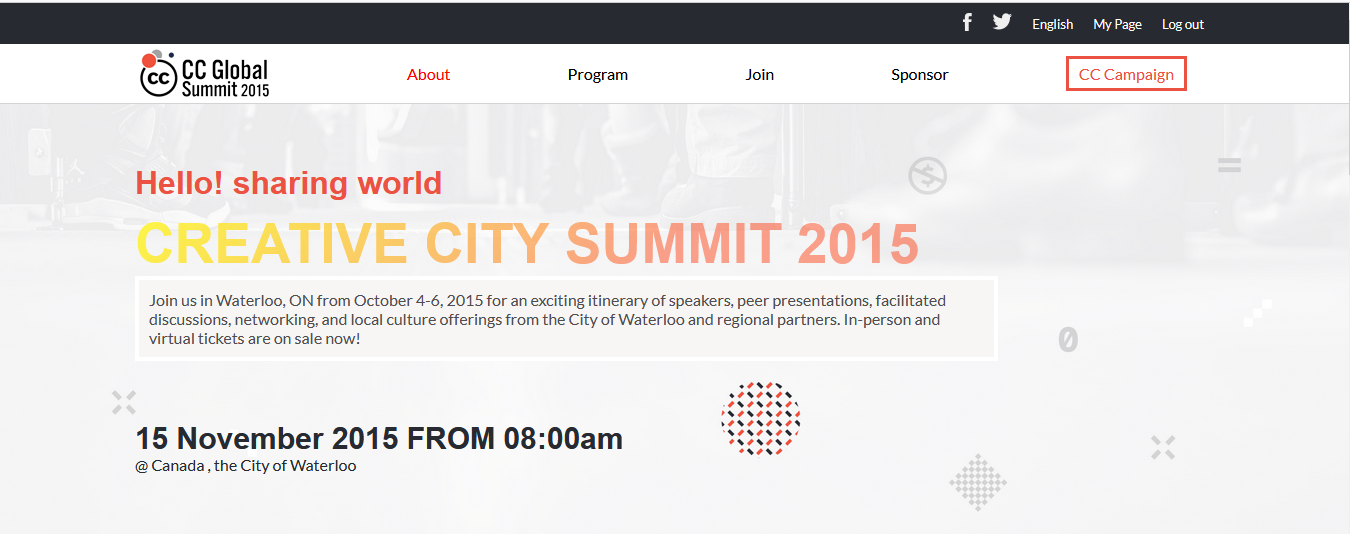 English My Page Log out
CC Global
Summit 2015
cc
About Program Join Sponsor CC Campaign
Hello! sharing world
CREATIVE CITY SUMMIT 2015
Join us in Waterloo, ON from October 4-6, 2015 for an exciting itinerary of speakers, peer presentations, facilitated
discussions, networking, and local culture offerings from the City of Waterloo and regional partners. In-person and
virtual tickets are on sale now!
15 November 2015 FROM 08:00am
@ Canada , the City of Waterloo